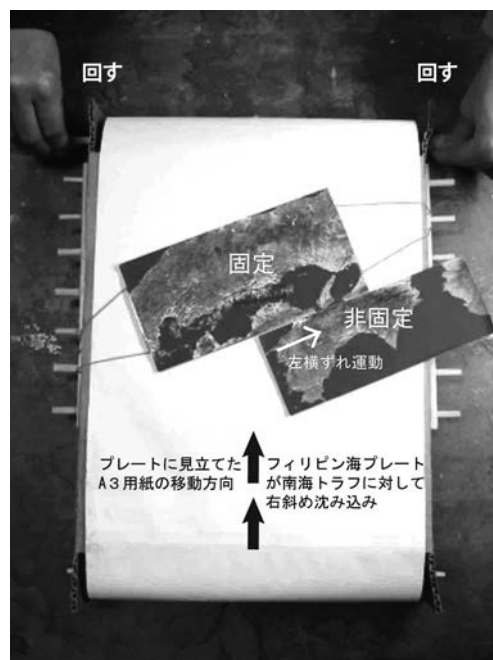 回す
回す
固定
非固定
左横ずれ運動
プレートに見立てた
A3用紙の移動方向
フィリピン海プレート
が南海トラフに対して
右斜め沈み込み